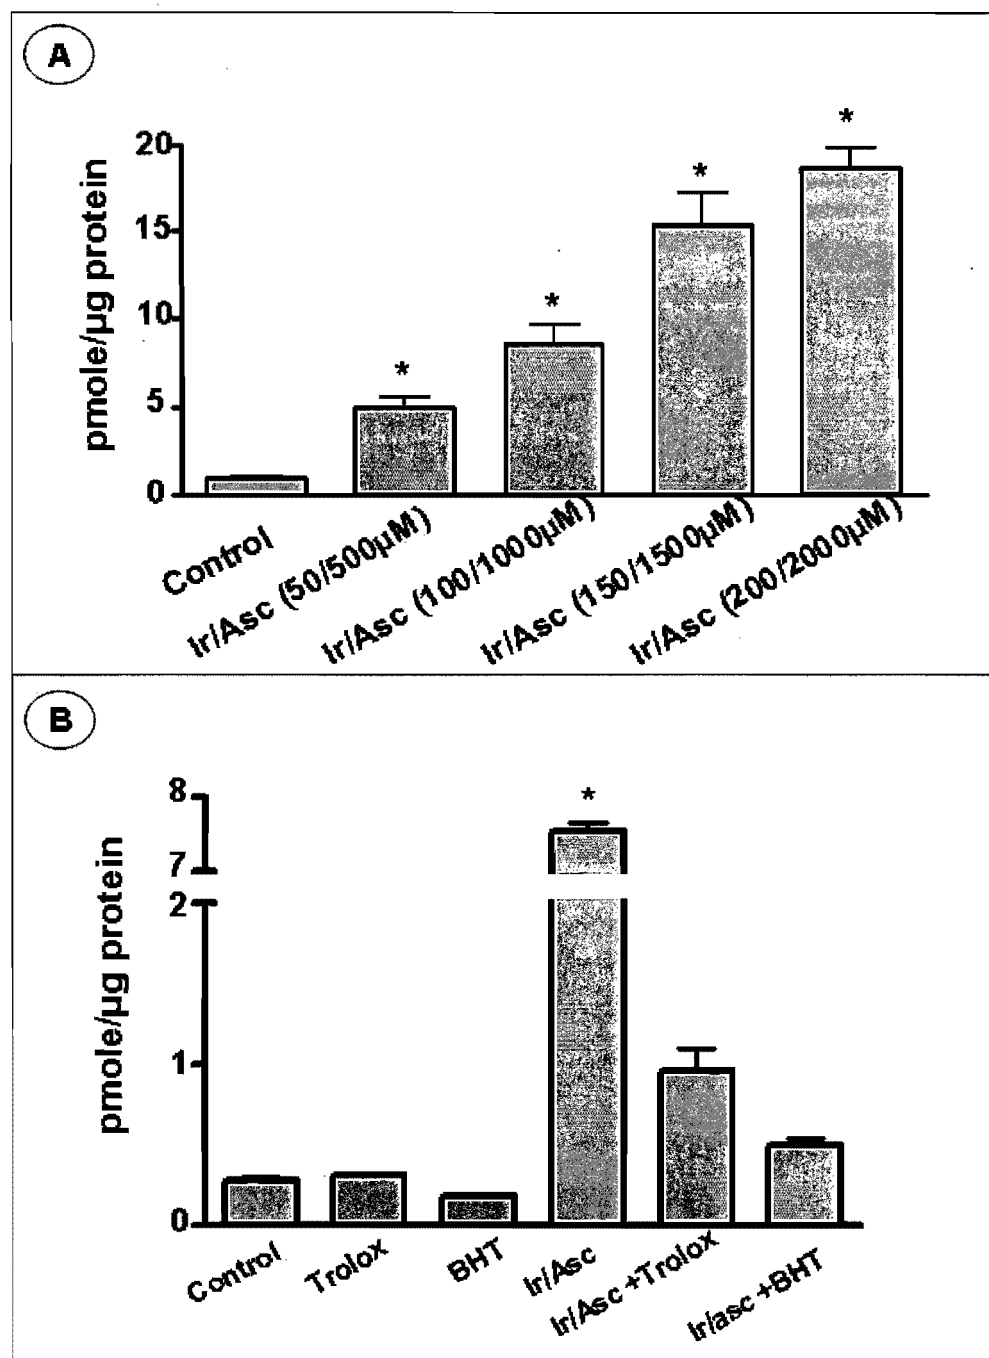 A
pmole/µg protein
20
15
10
5
0
*
*
*
*
Control
Ir/Asc (50/500µM)
Ir/Asc (100/1000µM)
Ir/Asc (150/1500µM)
Ir/Asc (200/2000µM)
B
pmole/µg protein
8
7
2
1
0
*
Control
Trolox
BHT
Ir/Asc
Ir/Asc +Trolox
Ir/asc +BHT